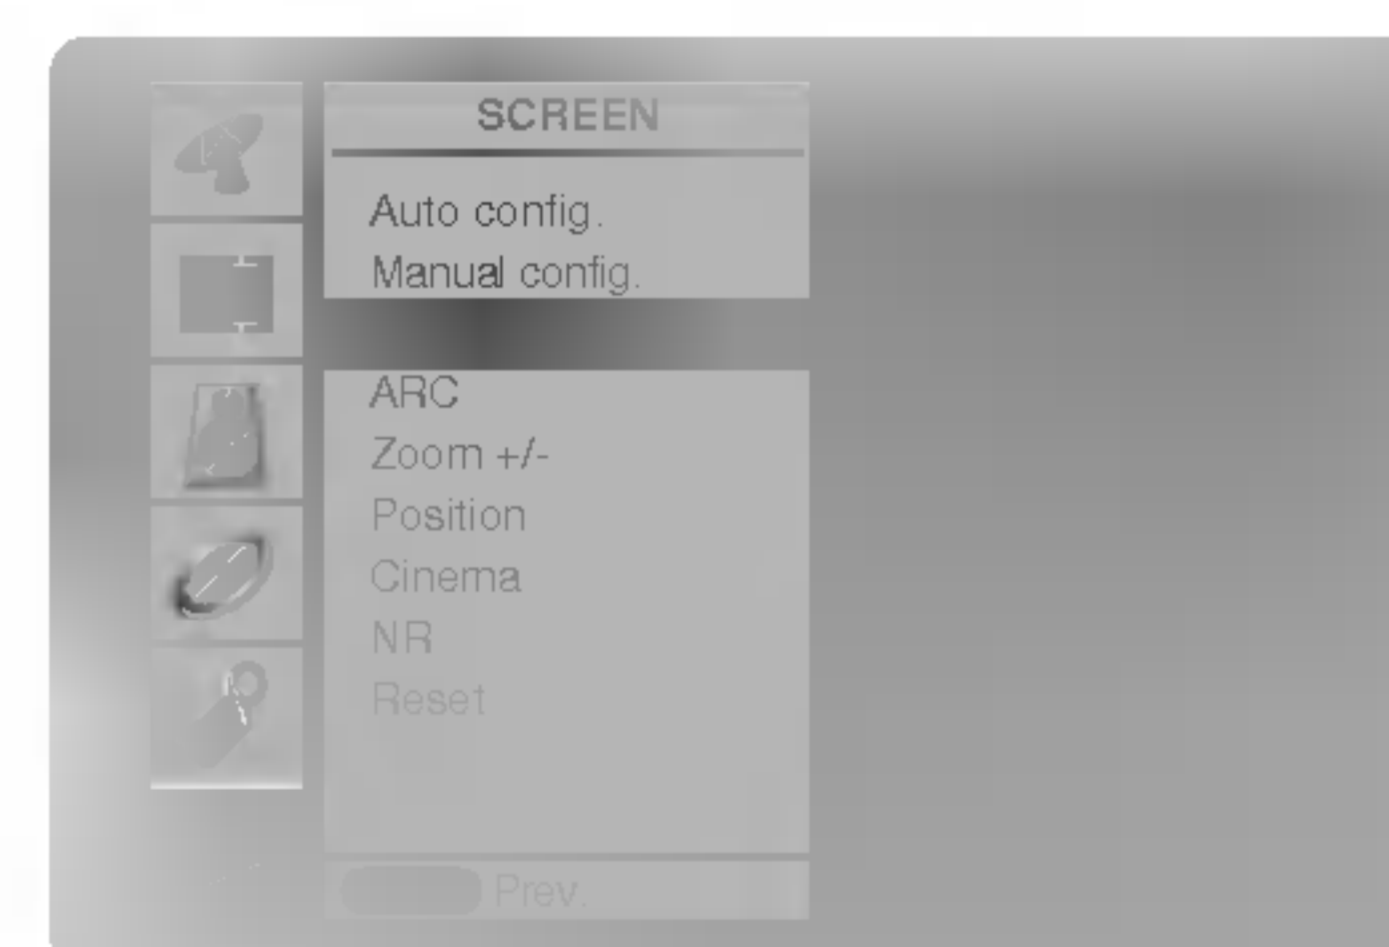 SCREEN
Auto config.
Manual config.
ARC
Zoom +/-
Position
Cinema
NR
Reset
Prev.